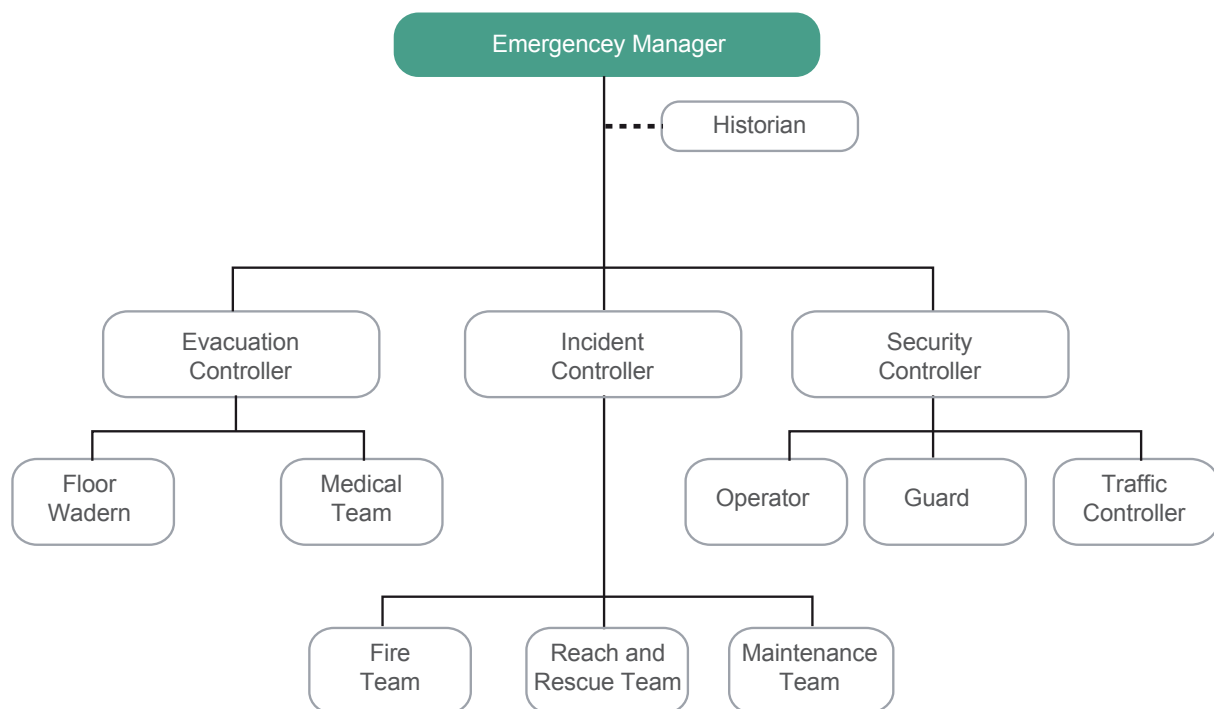 Emergencey Manager
Historian
Evacuation
Controller
Incident
Controller
Security
Controller
Floor
Wadern
Medical
Team
Operator
Guard
Traffic
Controller
Fire
Team
Reach and
Rescue Team
Maintenance
Team